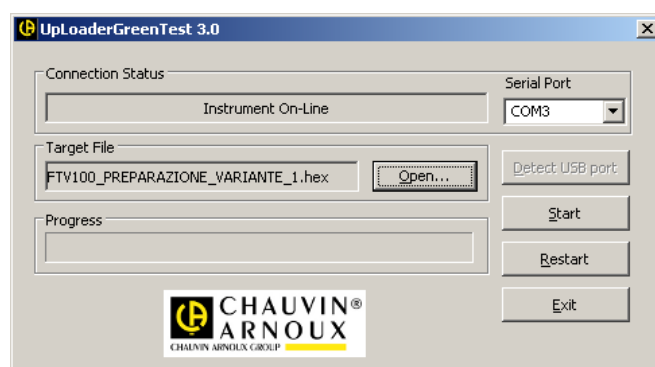 UpLoaderGreenTest 3.0
Connection Status
Instrument On-Line
Serial Port
COM3
Target File
FTV100_PREPARAZIONE_VARIANTE_1.hex
Open...
Detect USB port
Start
Progress
Restart
Exit
CHAUVIN®
ARNOUX
CHAUVIN ARNOUX GROUP